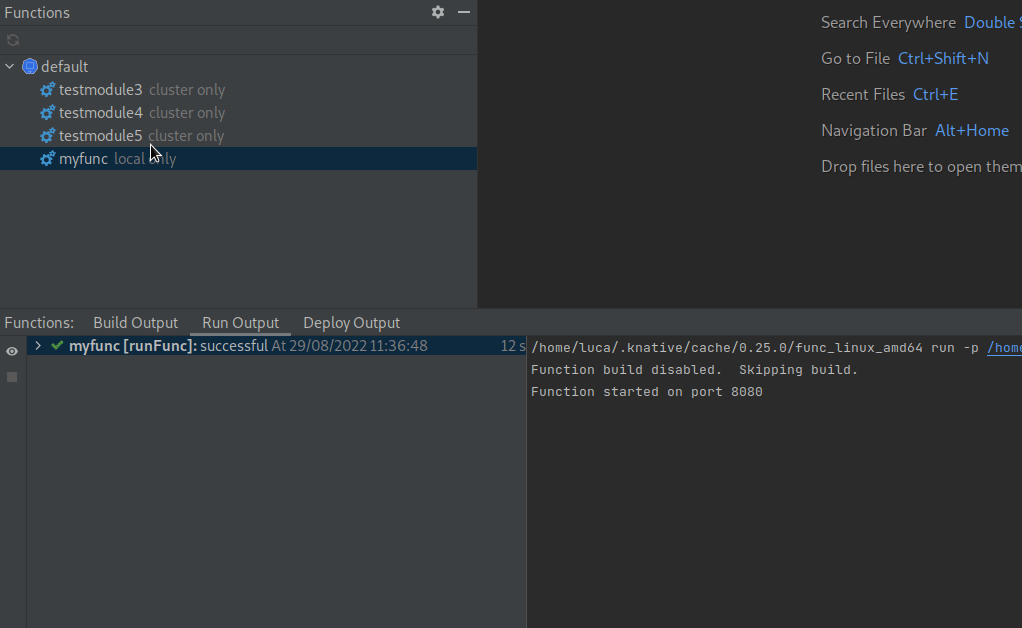 Functions
default
testmodule3 cluster only
testmodule4 cluster only
testmodule5 cluster only
myfunc local only
Search Everywhere Double S
Go to File Ctrl+Shift+N
Recent Files Ctrl+E
Navigation Bar Alt+Home
Drop files here to open them
Functions: Build Output Run Output Deploy Output
myfunc [runFunc]: successful At 29/08/2022 11:36:48 12 s
/home/luca/.knative/cache/0.25.0/func_linux_amd64 run -p /home
Function build disabled. Skipping build.
Function started on port 8080